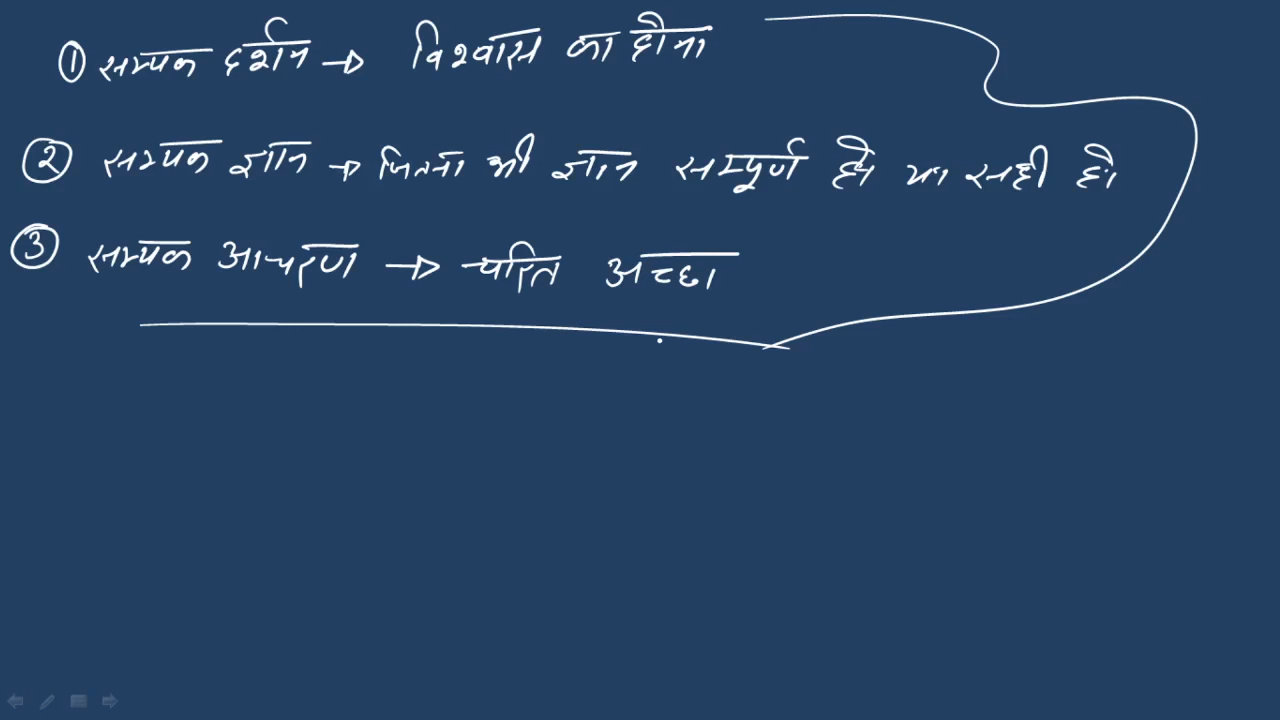 ① सम्यक दर्शन → विश्वास का होना
② सम्यक ज्ञान → जितना भी ज्ञान सम्पूर्ण हो या सही हो
③ सम्यक आचरण → चरित अच्छा